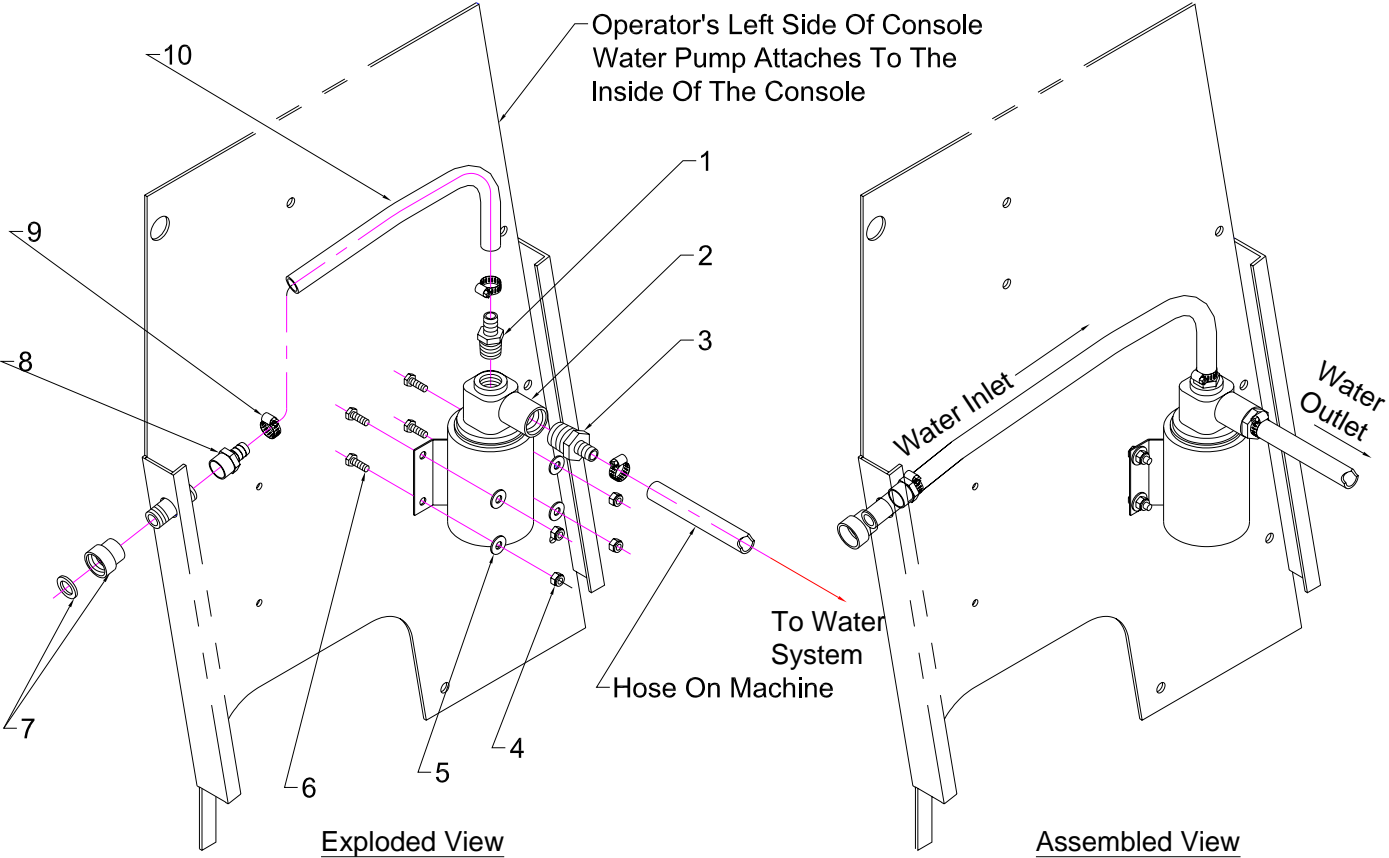 Operator's Left Side Of Console
Water Pump Attaches To The
Inside Of The Console
10
1
9
2
8
3
To Water
System
Hose On Machine
7
6
5
4
Exploded View
Water Inlet
Water
Outlet
Assembled View